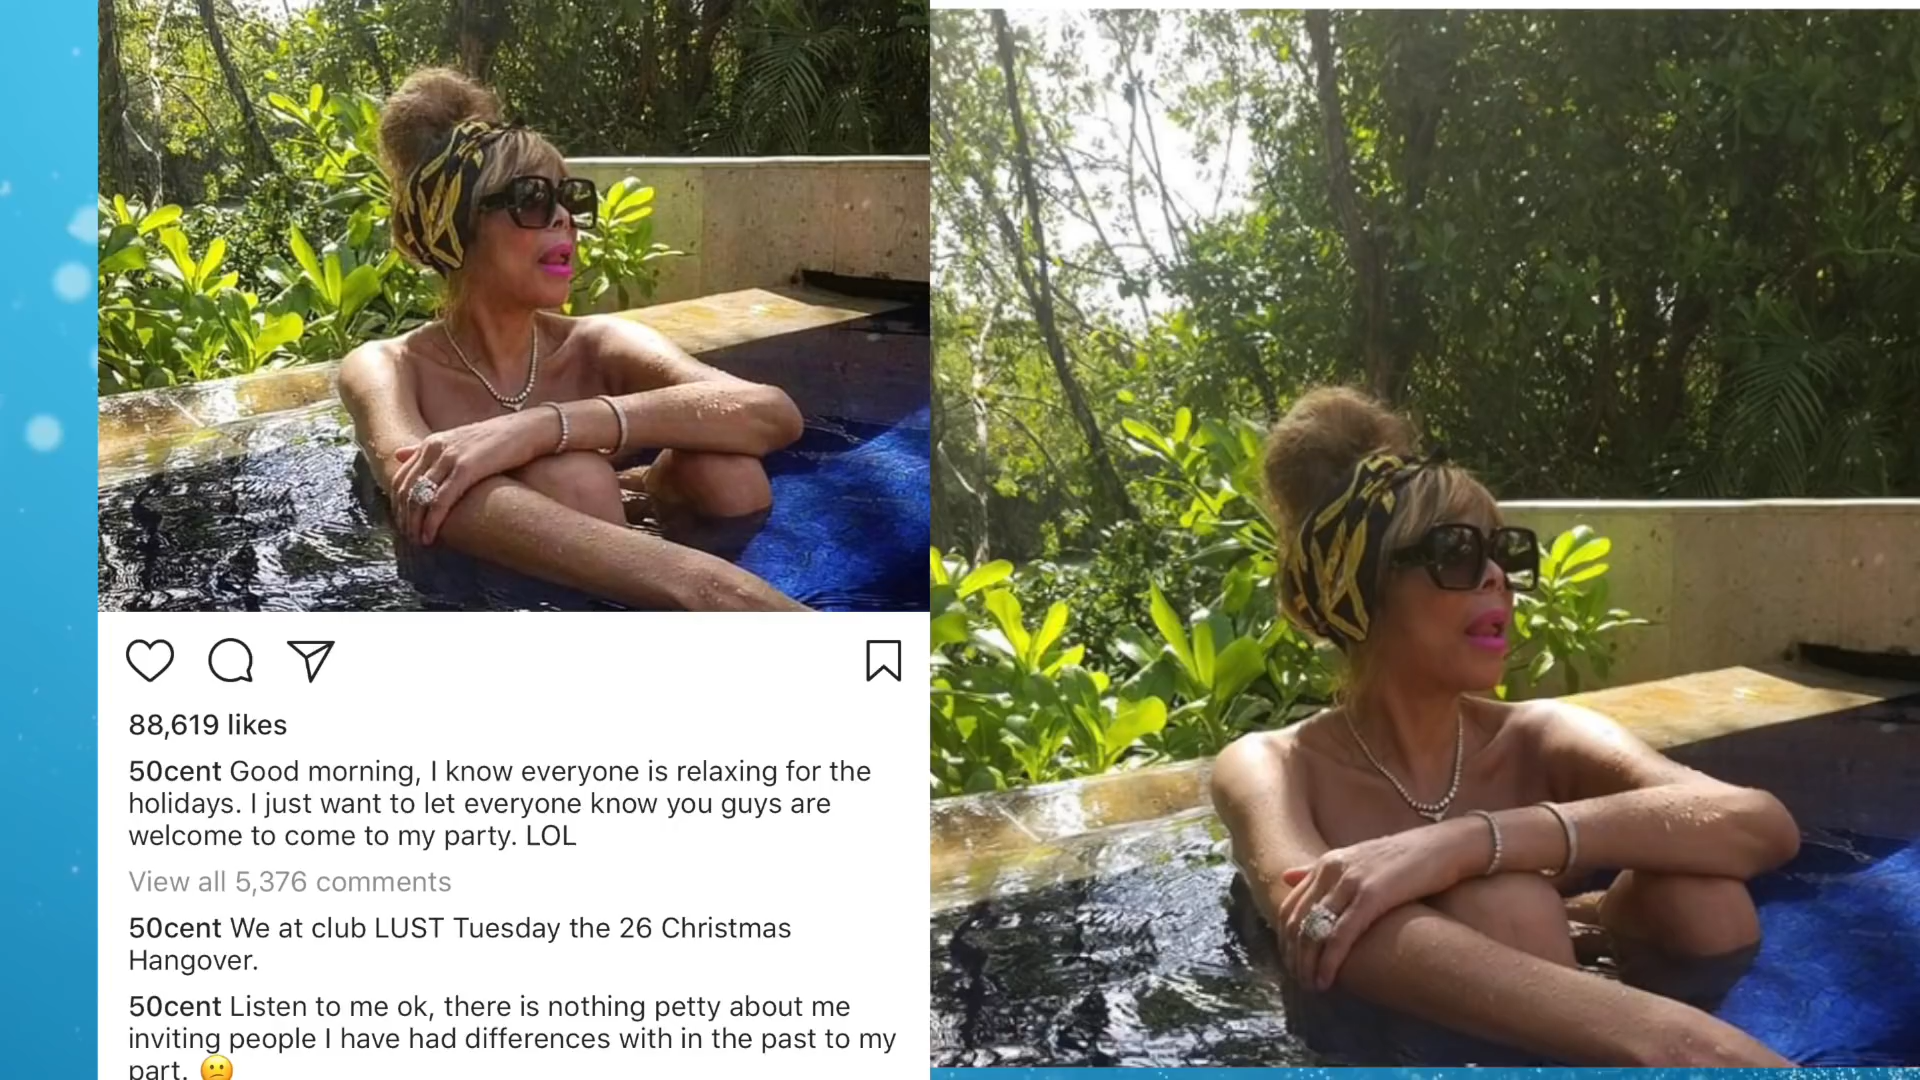 88,619 likes
50cent Good morning, I know everyone is relaxing for the
holidays. I just want to let everyone know you guys are
welcome to come to my party. LOL
View all 5,376 comments
50cent We at club LUST Tuesday the 26 Christmas
Hangover.
50cent Listen to me ok, there is nothing petty about me
inviting people I have had differences with in the past to my
part. 😕